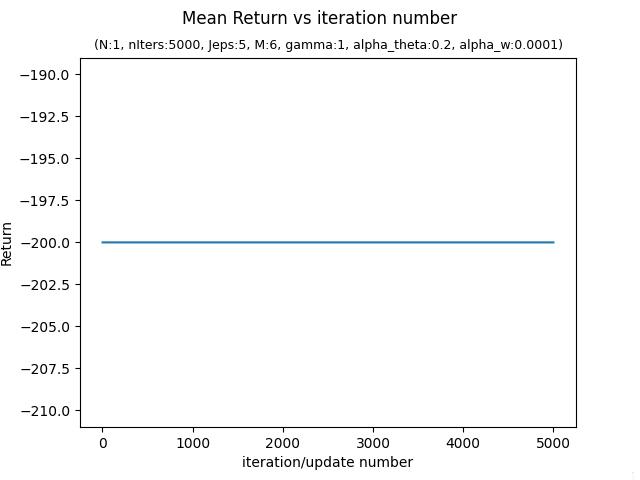 Mean Return vs iteration number
(N:1, nIters:5000, Jeps:5, M:6, gamma:1, alpha_theta:0.2, alpha_w:0.0001)
−190.0
−192.5
−195.0
−197.5
−200.0
−202.5
−205.0
−207.5
−210.0
Return
0 1000 2000 3000 4000 5000
iteration/update number